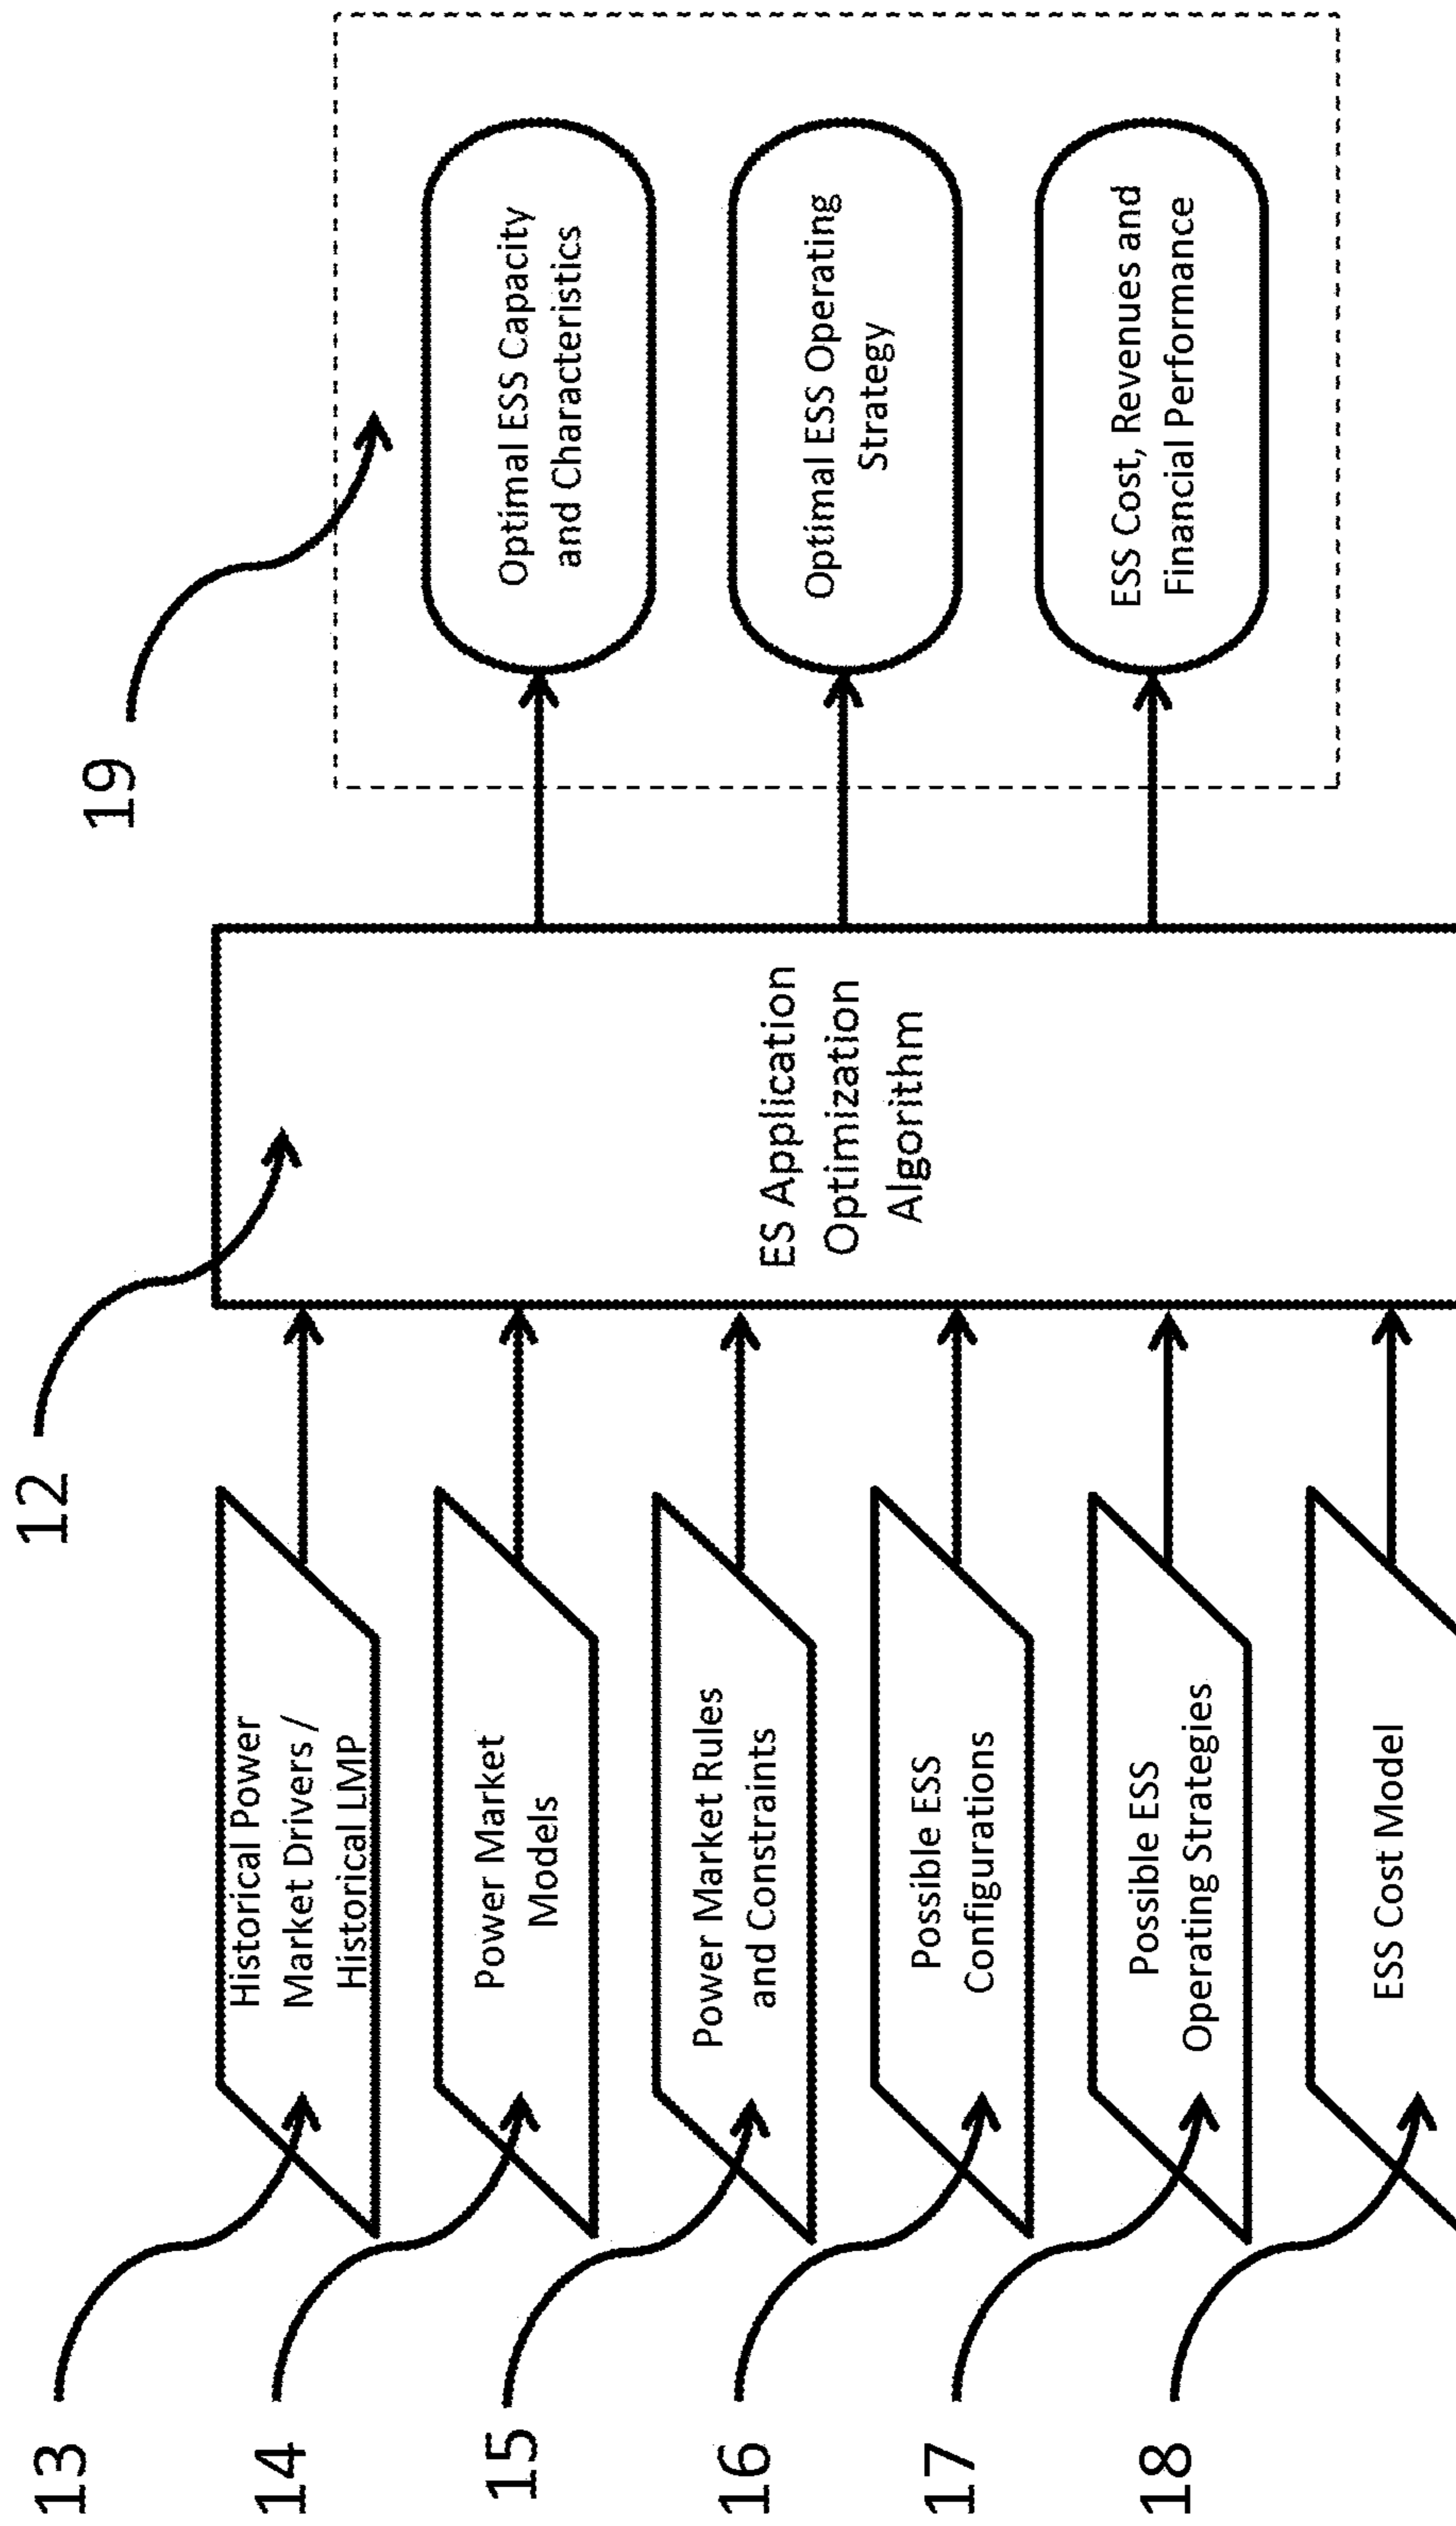 12
19
13
Historical Power
Market Drivers /
Historical LMP
14
Power Market
Models
15
Power Market Rules
and Constraints
16
Possible ESS
Configurations
17
Possible ESS
Operating Strategies
18
ESS Cost Model
ES Application
Optimization
Algorithm
Optimal ESS Capacity
and Characteristics
Optimal ESS Operating
Strategy
ESS Cost, Revenues and
Financial Performance